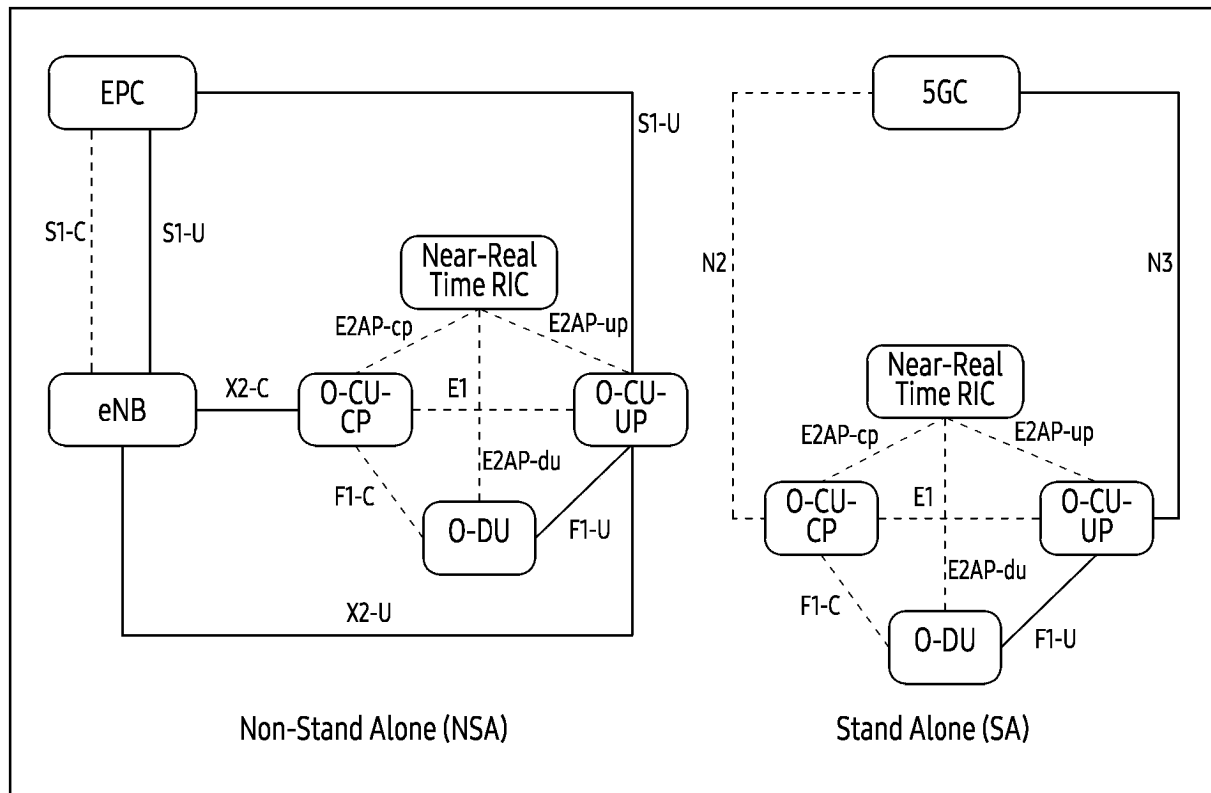 EPC
5GC
S1-U
S1-C
S1-U
Near-Real
Time RIC
N2
N3
E2AP-cp
E2AP-up
eNB
X2-C
O-CU-
CP
E1
O-CU-
UP
Near-Real
Time RIC
E2AP-cp
E2AP-up
E2AP-du
F1-C
O-DU
F1-U
O-CU-
CP
E1
O-CU-
UP
E2AP-du
F1-C
O-DU
F1-U
X2-U
Non-Stand Alone (NSA)
Stand Alone (SA)